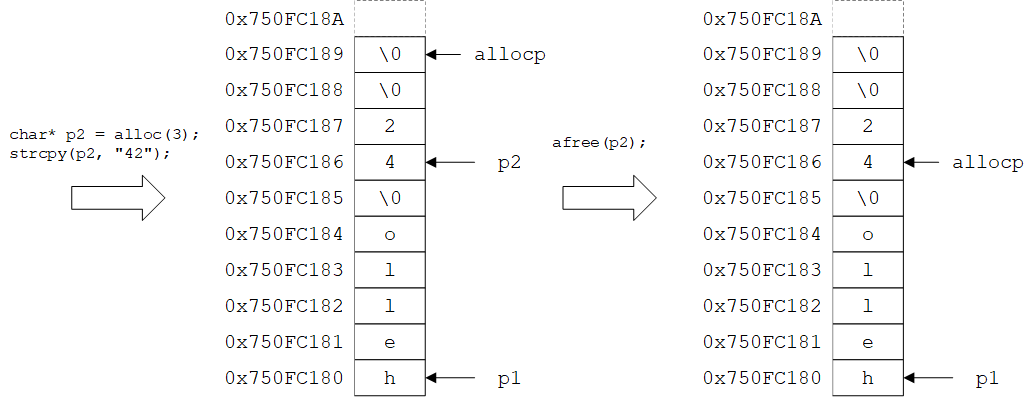 0x750FC18A 0x750FC18A
0x750FC189 \0 allocp 0x750FC189 \0
0x750FC188 \0 0x750FC188 \0
char* p2 = alloc(3); 0x750FC187 2 0x750FC187 2
strcpy(p2, "42"); afree(p2);
0x750FC186 4 p2 0x750FC186 4 allocp
0x750FC185 \0 0x750FC185 \0
0x750FC184 o 0x750FC184 o
0x750FC183 l 0x750FC183 l
0x750FC182 l 0x750FC182 l
0x750FC181 e 0x750FC181 e
0x750FC180 h p1 0x750FC180 h p1